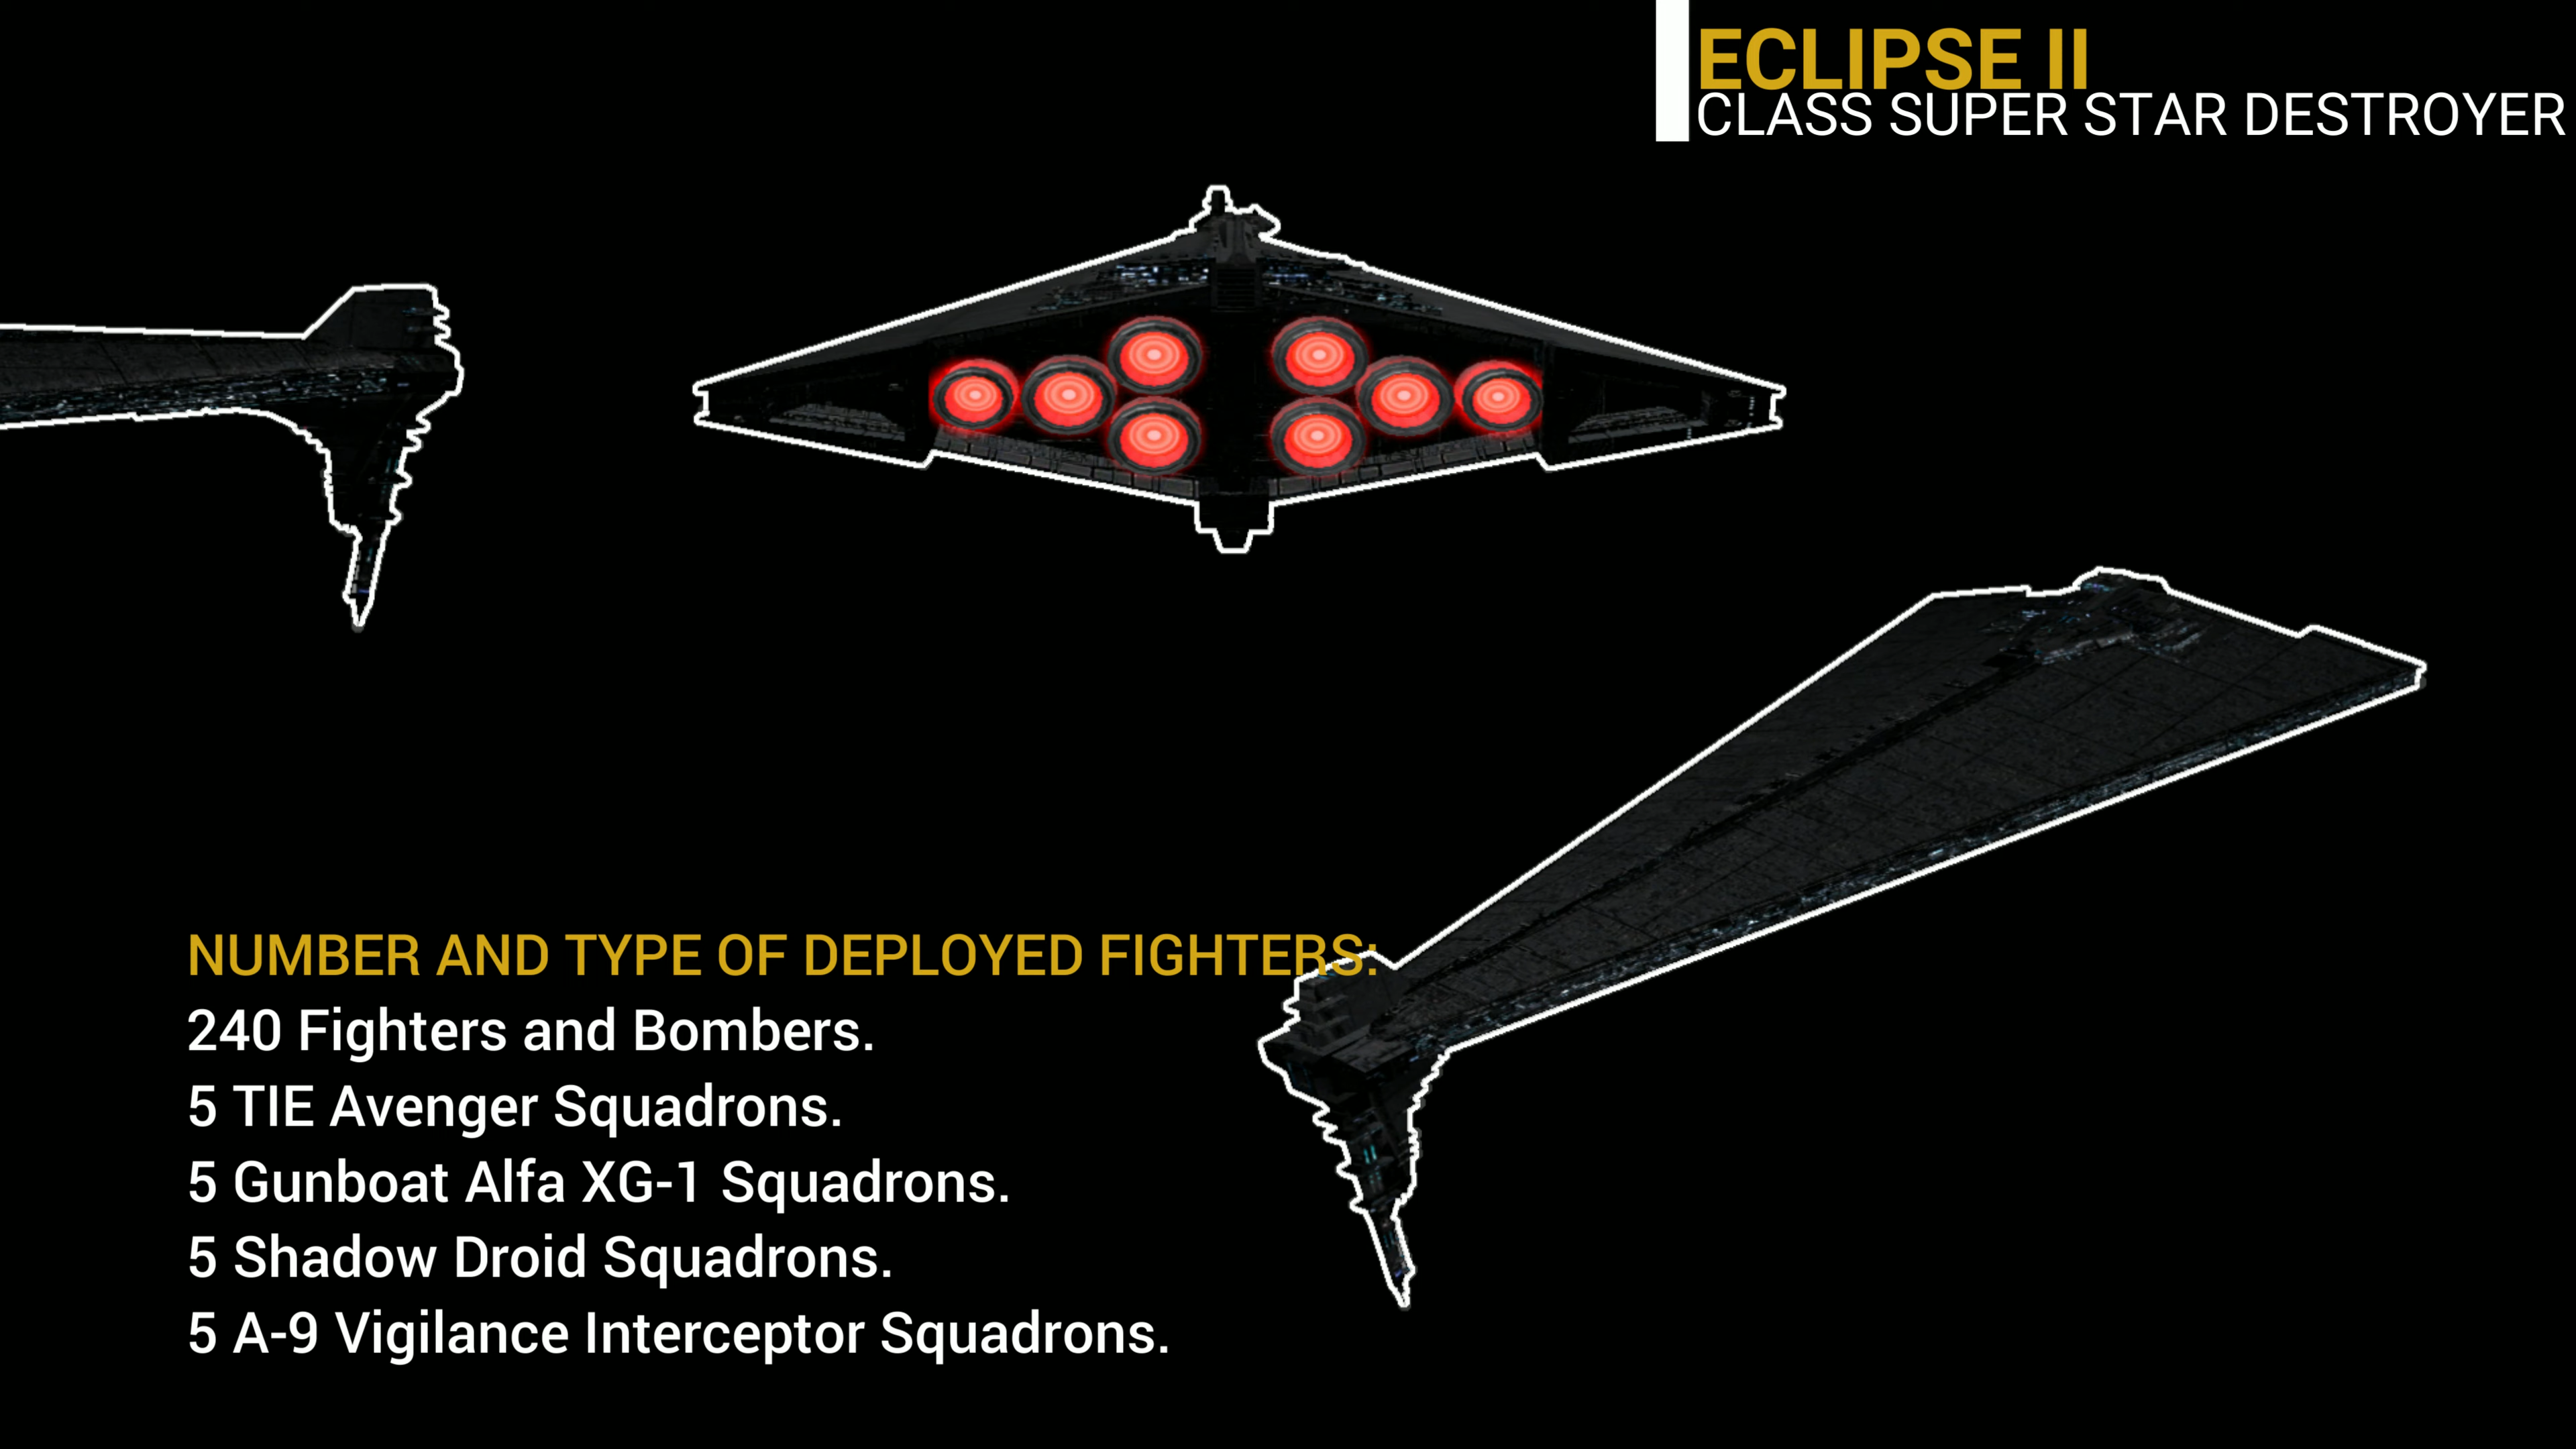 ECLIPSE II
CLASS SUPER STAR DESTROYER
NUMBER AND TYPE OF DEPLOYED FIGHTERS:
240 Fighters and Bombers.
5 TIE Avenger Squadrons.
5 Gunboat Alfa XG-1 Squadrons.
5 Shadow Droid Squadrons.
5 A-9 Vigilance Interceptor Squadrons.